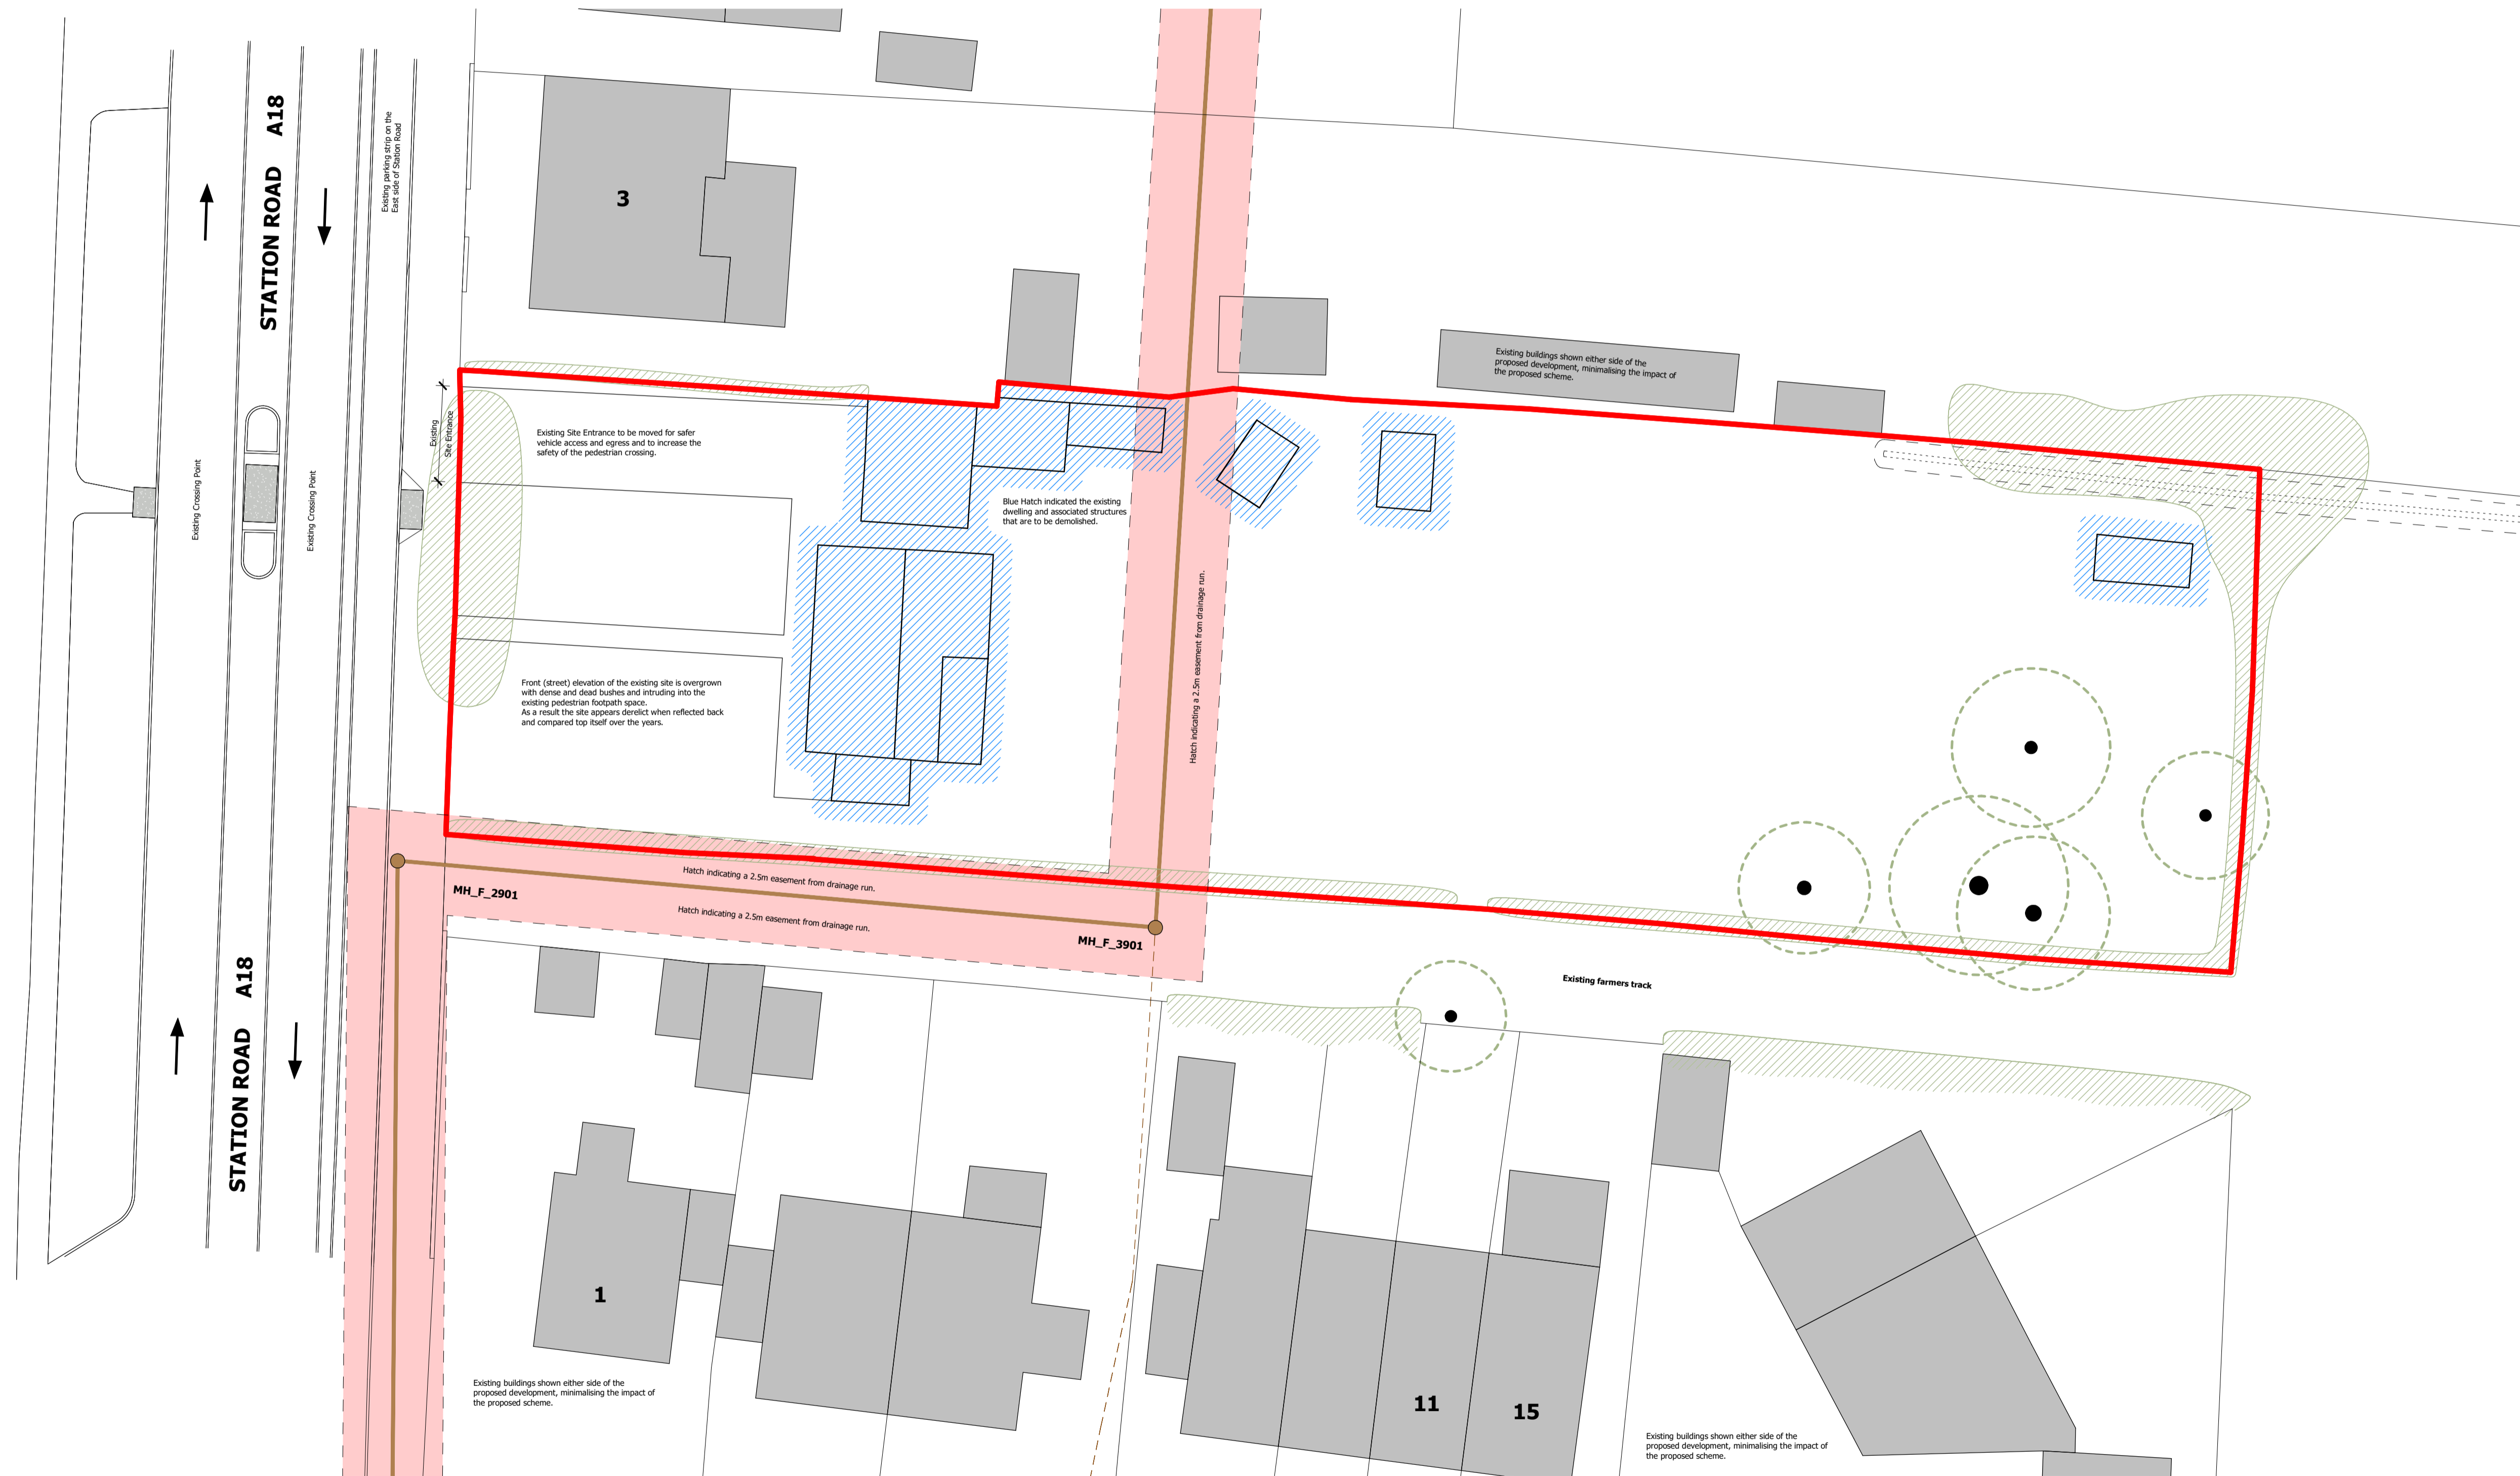 STATION ROAD A18
Existing parking strip on the
East side of Station Road
3
Existing buildings shown either side of the
proposed development, minimalising the impact of
the proposed scheme.
Existing
Site Entrance
Existing Site Entrance to be moved for safer
vehicle access and egress and to increase the
safety of the pedestrian crossing.
Existing Crossing Point
Existing Crossing Point
Blue Hatch indicated the existing
dwelling and associated structures
that are to be demolished.
Hatch indicating a 2.5m easement from drainage run.
Front (street) elevation of the existing site is overgrown
with dense and dead bushes and intruding into the
existing pedestrian footpath space.
As a result the site appears derelict when reflected back
and compared top itself over the years.
Hatch indicating a 2.5m easement from drainage run.
MH_F_2901
Hatch indicating a 2.5m easement from drainage run.
MH_F_3901
Existing farmers track
STATION ROAD A18
1
11
15
Existing buildings shown either side of the
proposed development, minimalising the impact of
the proposed scheme.
Existing buildings shown either side of the
proposed development, minimalising the impact of
the proposed scheme.